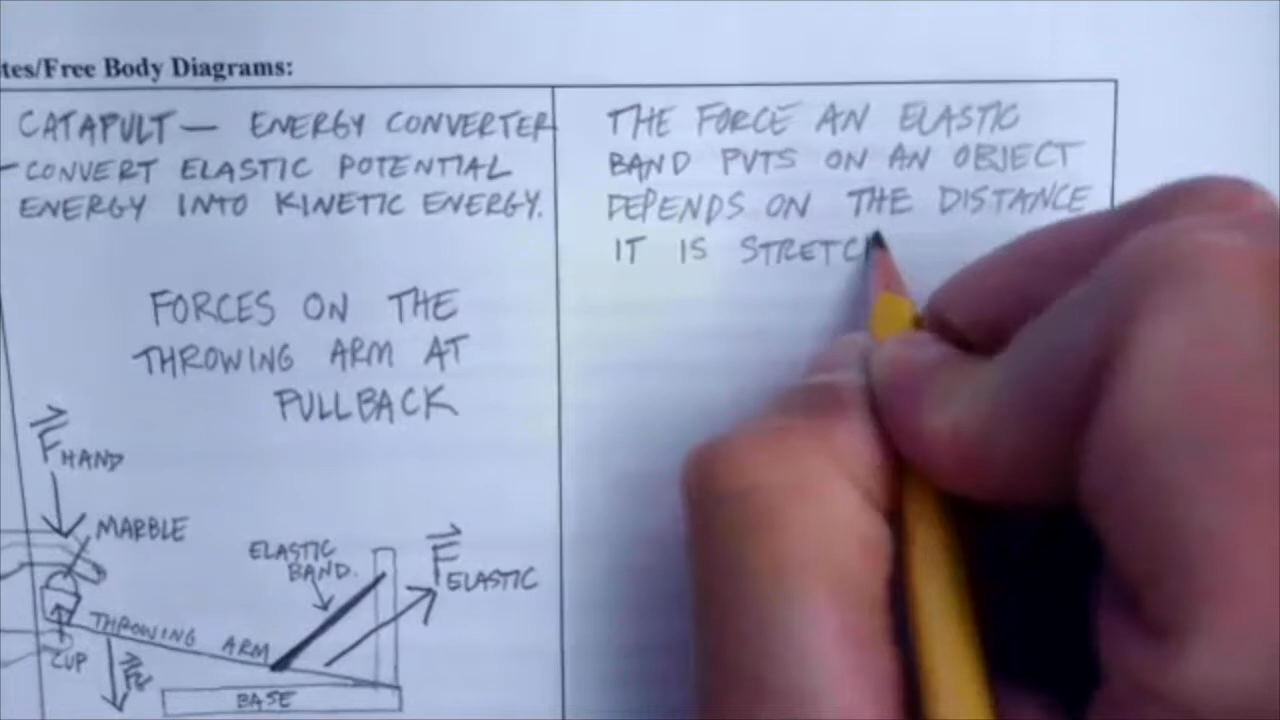 tes/Free Body Diagrams:
CATAPULT — ENERGY CONVERTER
- CONVERT ELASTIC POTENTIAL
ENERGY INTO KINETIC ENERGY.
FORCES ON THE
THROWING ARM AT
PULLBACK
F HAND
MARBLE
ELASTIC
BAND.
F ELASTIC
THROWING ARM
CUP
BASE
THE FORCE AN ELASTIC
BAND PUTS ON AN OBJECT
DEPENDS ON THE DISTANCE
IT IS STRETC